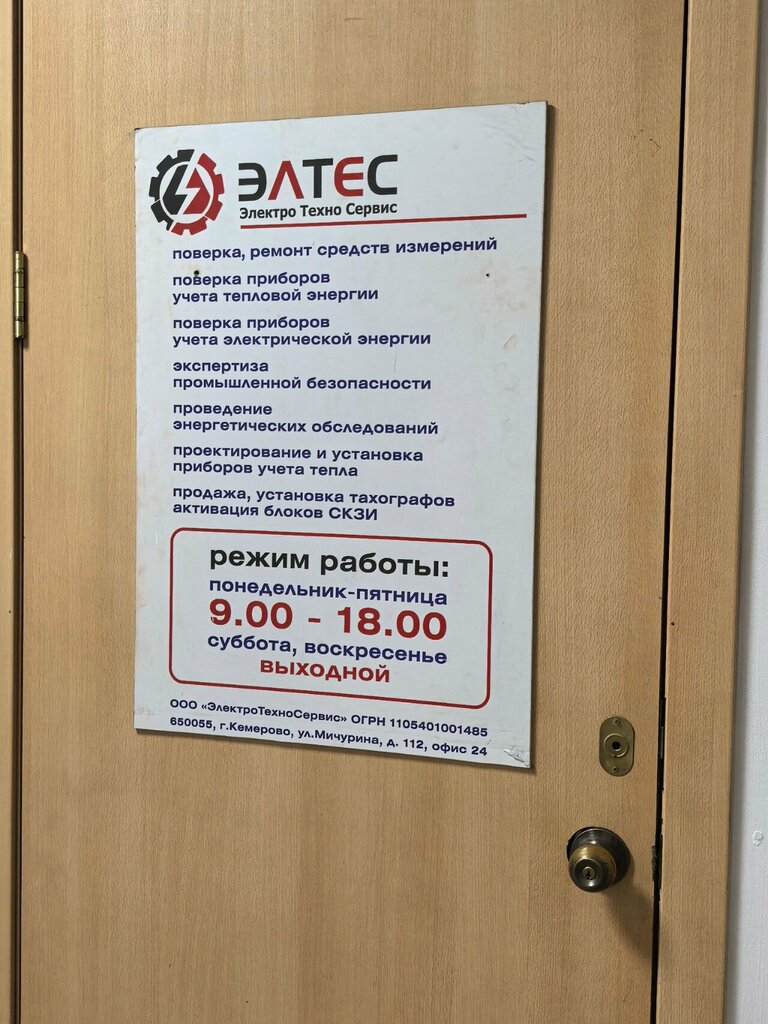 ЭЛТЕС
Электро Техно Сервис
поверка, ремонт средств измерений
поверка приборов
учета тепловой энергии
поверка приборов
учета электрической энергии
экспертиза
промышленной безопасности
проведение
энергетических обследований
проектирование и установка
приборов учета тепла
продажа, установка тахографов
активация блоков СКЗИ
режим работы:
понедельник-пятница
9.00 - 18.00
суббота, воскресенье
выходной
ООО «ЭлектроТехноСервис» ОГРН 1105401001485
650055, г.Кемерово, ул.Мичурина, д. 112, офис 24